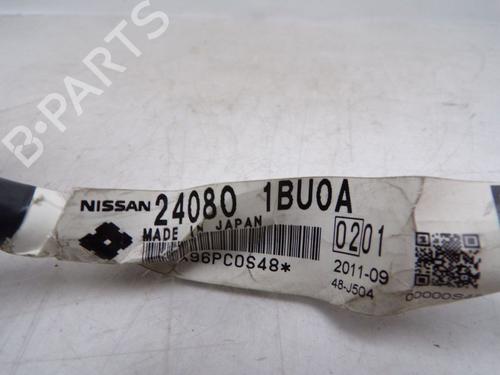 B-PARTS
NISSAN 24080 1BU0A
MADE IN JAPAN
0201
96PC0S48*
2011-09
48-J504